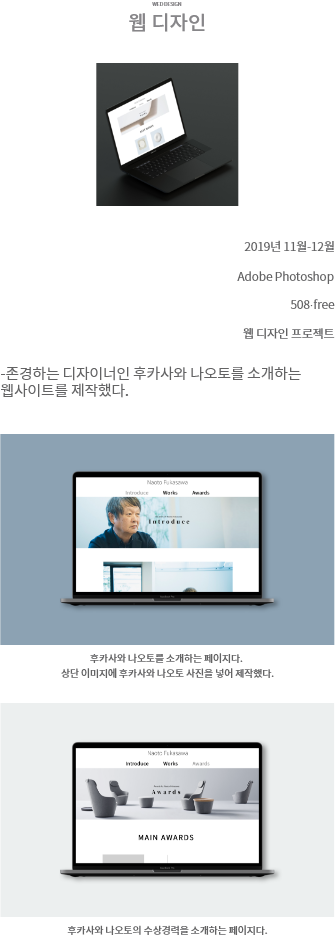 WEB DESIGN
웹 디자인
2019년 11월-12월
Adobe Photoshop
508·free
웹 디자인 프로젝트
-존경하는 디자이너인 후카사와 나오토를 소개하는
웹사이트를 제작했다.
Naoto Fukasawa
Introduce Works Awards
Introduce
후카사와 나오토를 소개하는 페이지다.
상단 이미지에 후카사와 나오토 사진을 넣어 제작했다.
Naoto Fukasawa
Introduce Works Awards
Awards
MAIN AWARDS
후카사와 나오토의 수상경력을 소개하는 페이지다.